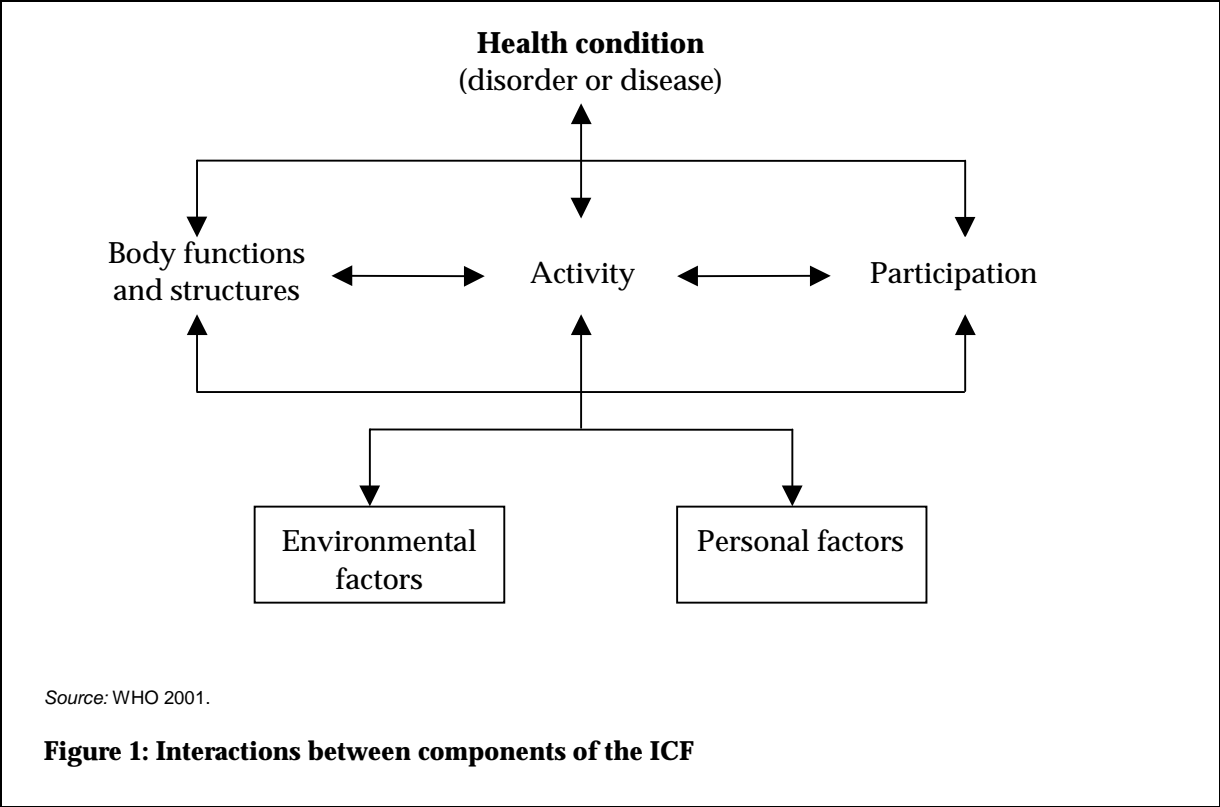 Health condition
(disorder or disease)
Body functions
and structures
Activity
Participation
Environmental
factors
Personal factors
Source: WHO 2001.
Figure 1: Interactions between components of the ICF